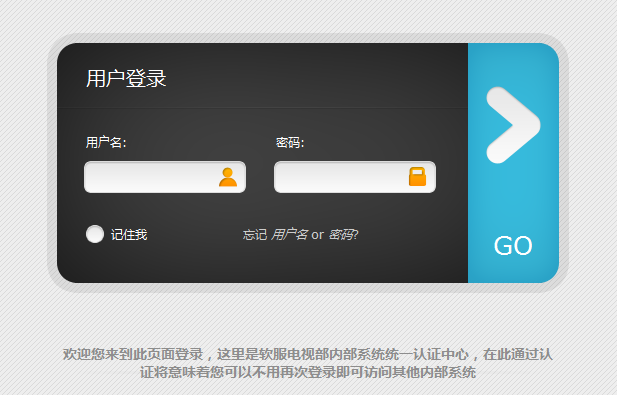 用户登录
用户名: 密码:
记住我 忘记 用户名 or 密码?
GO
欢迎您来到此页面登录，这里是软服电视部内部系统统一认证中心，在此通过认
证将意味着您可以不用再次登录即可访问其他内部系统